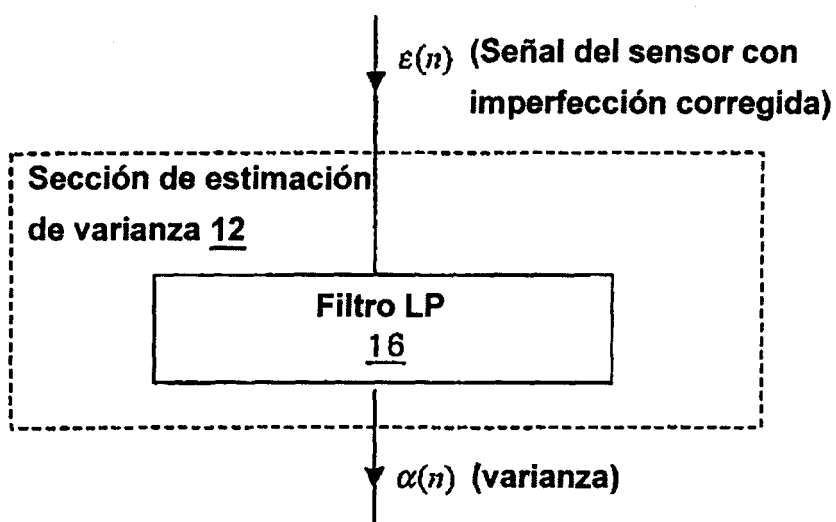 ε(n) (Señal del sensor con
imperfección corregida)
Sección de estimación
de varianza 12
Filtro LP
16
α(n) (varianza)